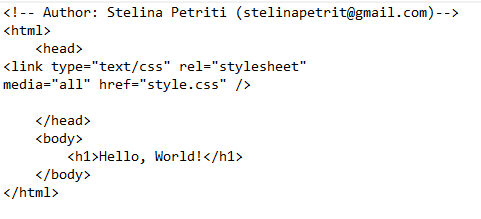 <!-- Author: Stelina Petriti (stelinapetrit@gmail.com)-->
<html>
    <head>
<link type="text/css" rel="stylesheet"
media="all" href="style.css" />

    </head>
    <body>
        <h1>Hello, World!</h1>
    </body>
</html>